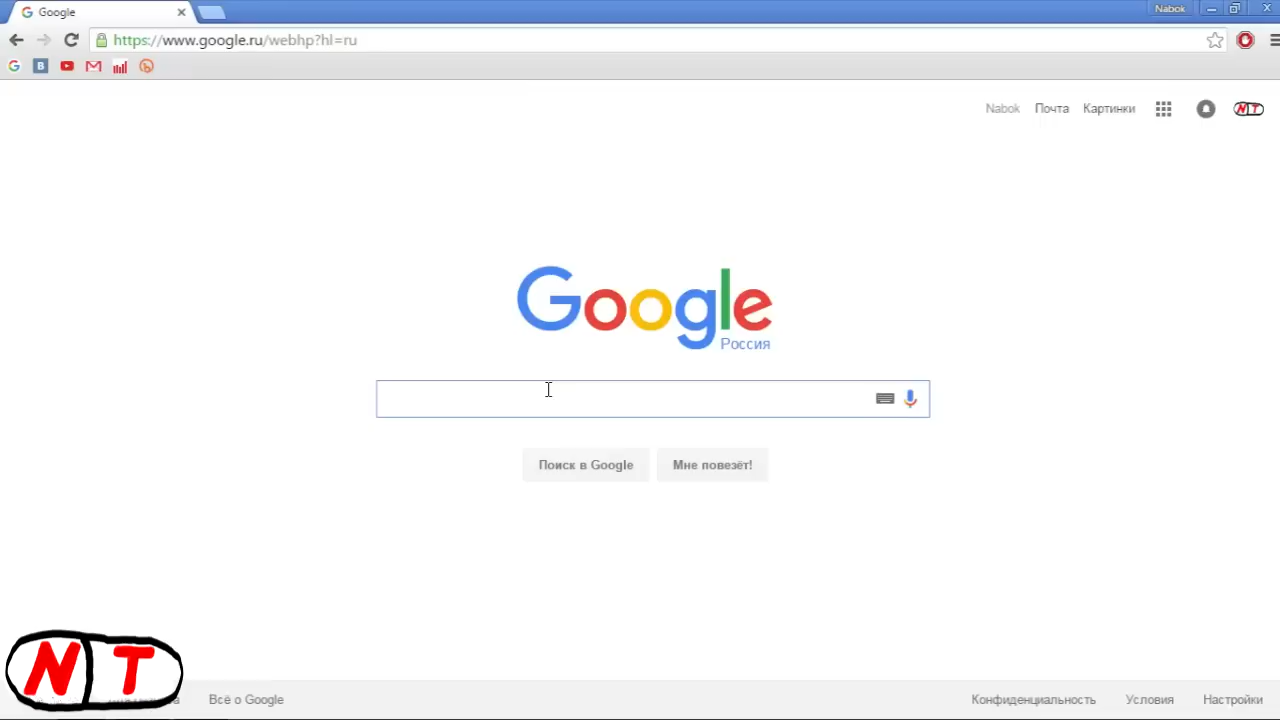 Google
Nabok
https://www.google.ru/webhp?hl=ru
Nabok Почта Картинки NT
Google
Россия
Поиск в Google Мне повезёт!
NT
Всё о Google Конфиденциальность Условия Настройки